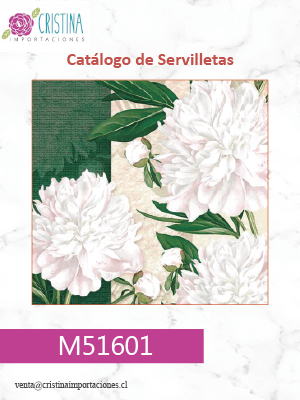 CRISTINA
IMPORTACIONES
Catálogo de Servilletas
M51601
venta@cristinaimportaciones.cl